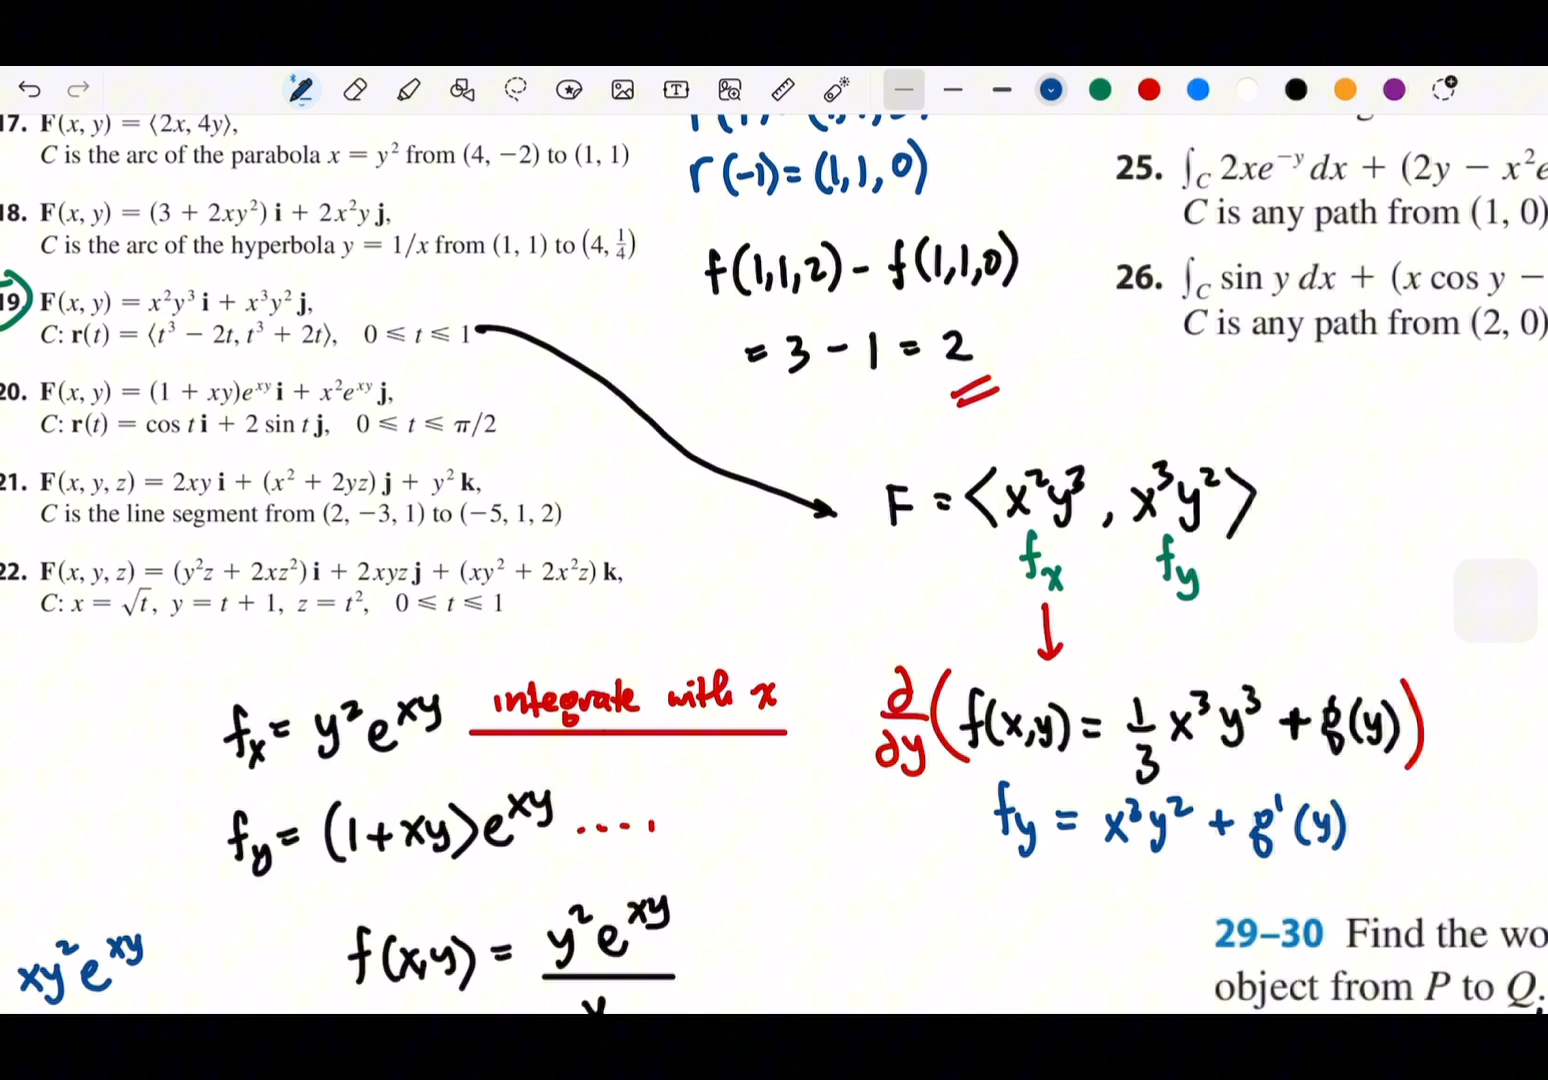 17. F(x, y) = ⟨2x, 4y⟩,
C is the arc of the parabola x = y² from (4, −2) to (1, 1)
18. F(x, y) = (3 + 2xy²) i + 2x²y j,
C is the arc of the hyperbola y = 1/x from (1, 1) to (4, 1/4)
19. F(x, y) = x²y³ i + x³y² j,
C: r(t) = ⟨t³ − 2t, t³ + 2t⟩, 0 ⩽ t ⩽ 1
20. F(x, y) = (1 + xy)e^xy i + x²e^xy j,
C: r(t) = cos t i + 2 sin t j, 0 ⩽ t ⩽ π/2
21. F(x, y, z) = 2xy i + (x² + 2yz) j + y² k,
C is the line segment from (2, −3, 1) to (−5, 1, 2)
22. F(x, y, z) = (y²z + 2xz²) i + 2xyz j + (xy² + 2x²z) k,
C: x = √t, y = t + 1, z = t², 0 ⩽ t ⩽ 1
r(-1) = (1,1,0)
f(1,1,2) - f(1,1,0)
= 3 - 1 = 2
25. ∫C 2xe^−y dx + (2y − x²e
C is any path from (1, 0)
26. ∫C sin y dx + (x cos y −
C is any path from (2, 0)
F = ⟨x²y³, x³y²⟩
fx fy
∂/∂y (f(x,y) = 1/3 x³y³ + g(y))
fy = x³y² + g'(y)
fx = y²e^xy integrate with x
fy = (1+xy)e^xy ....
f(x,y) = y²e^xy / y
xy²e^xy
29–30 Find the wo
object from P to Q.